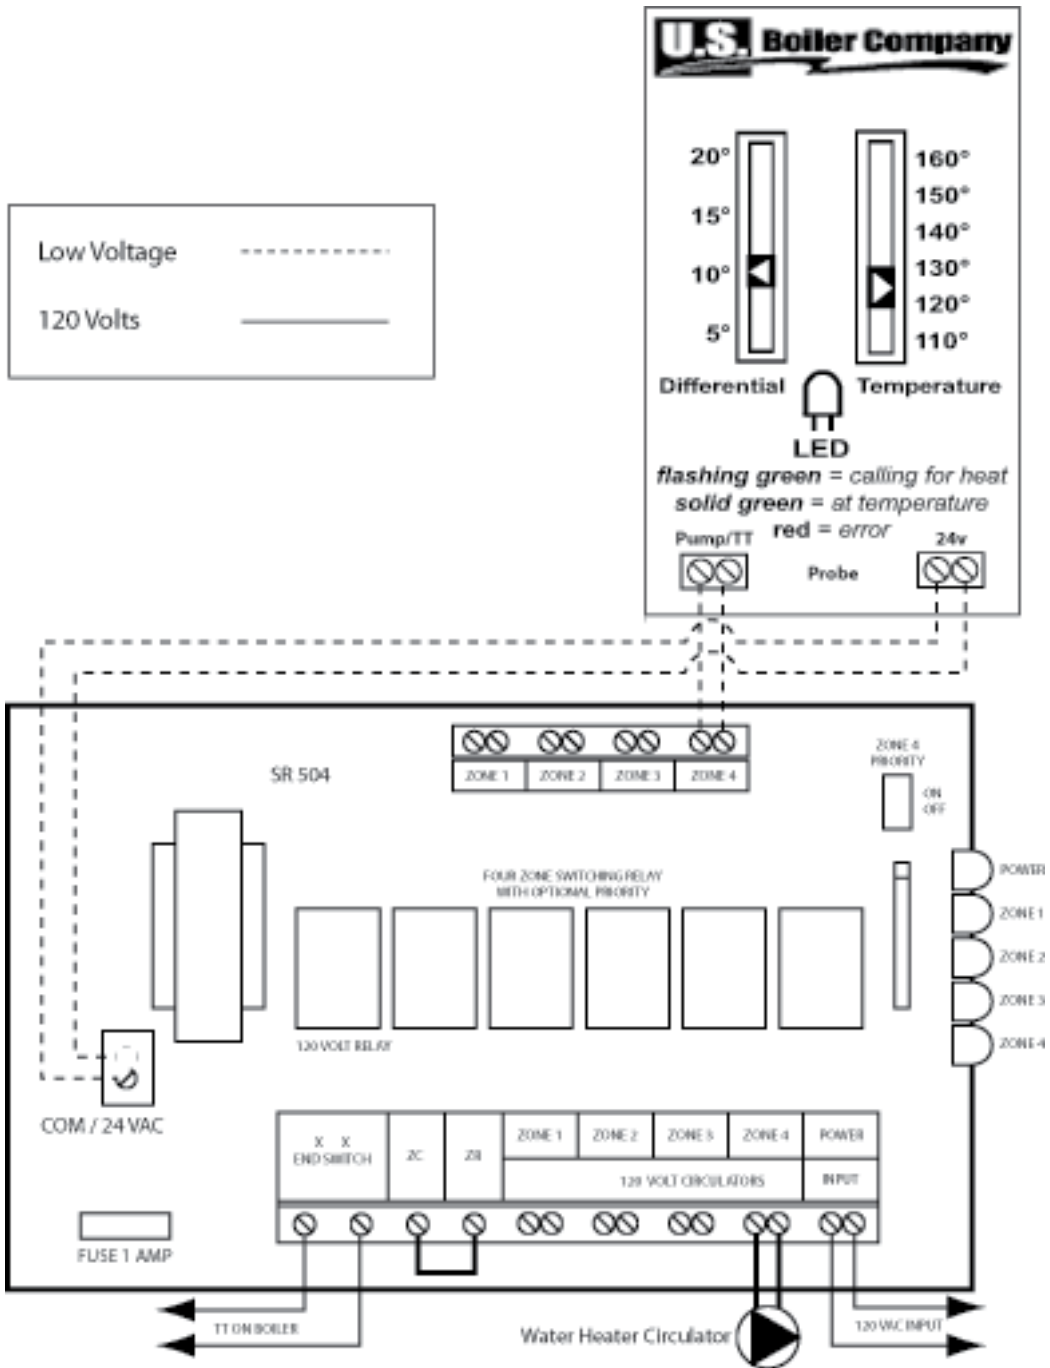 U.S. Boiler Company
20°
15°
10°
5°
160°
150°
140°
130°
120°
110°
Differential
Temperature
LED
flashing green = calling for heat
solid green = at temperature
red = error
Pump/TT
Probe
24v
Low Voltage
120 Volts
SR 504
ZONE 1 ZONE 2 ZONE 3 ZONE 4
ZONE 4
PRIORITY
ON
OFF
FOUR ZONE SWITCHING RELAY
WITH OPTIONAL PRIORITY
POWER
ZONE 1
ZONE 2
ZONE 3
ZONE 4
120 VOLT RELAY
COM / 24 VAC
X X
END SWITCH
ZC
ZR
ZONE 1 ZONE 2 ZONE 3 ZONE 4 POWER
120 VOLT CIRCULATORS
INPUT
FUSE 1 AMP
TT ON BOILER
Water Heater Circulator
120 VAC INPUT